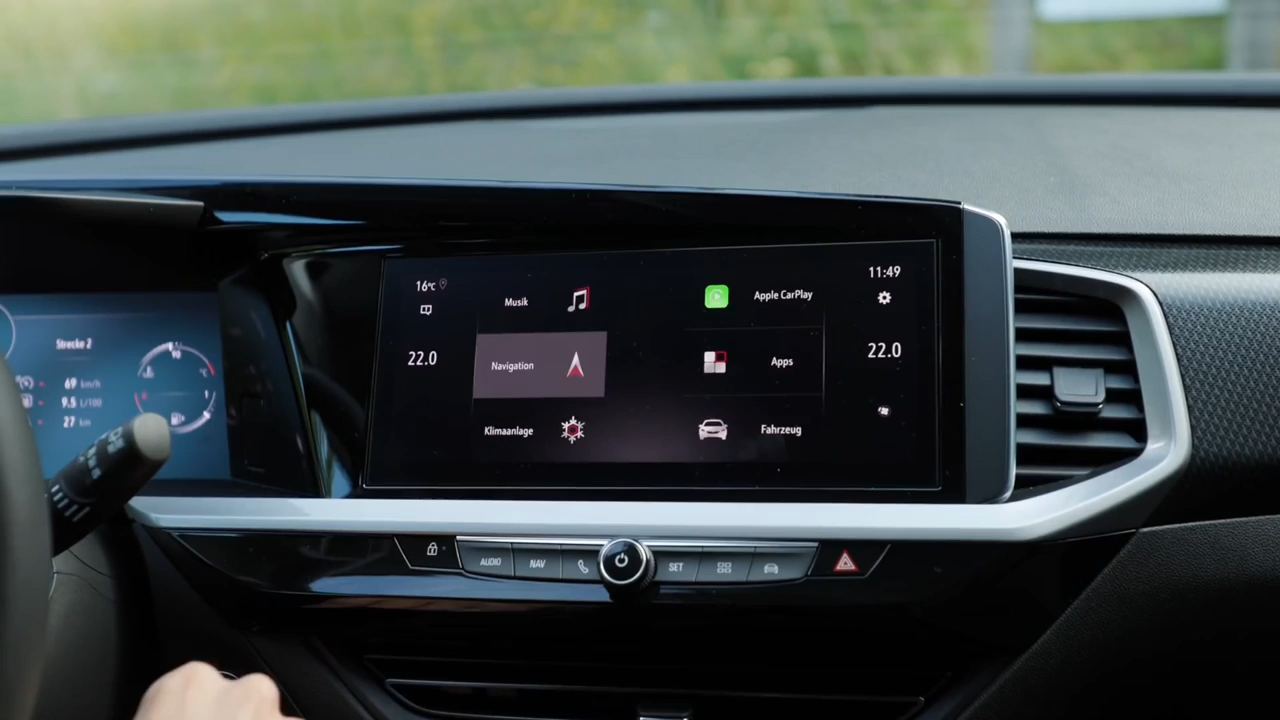 Strecke 2
90
69 km/h
9.5 L/100
27 km
16°C
22.0
Musik
Navigation
Klimaanlage
Apple CarPlay
Apps
Fahrzeug
11:49
22.0
AUDIO
NAV
SET